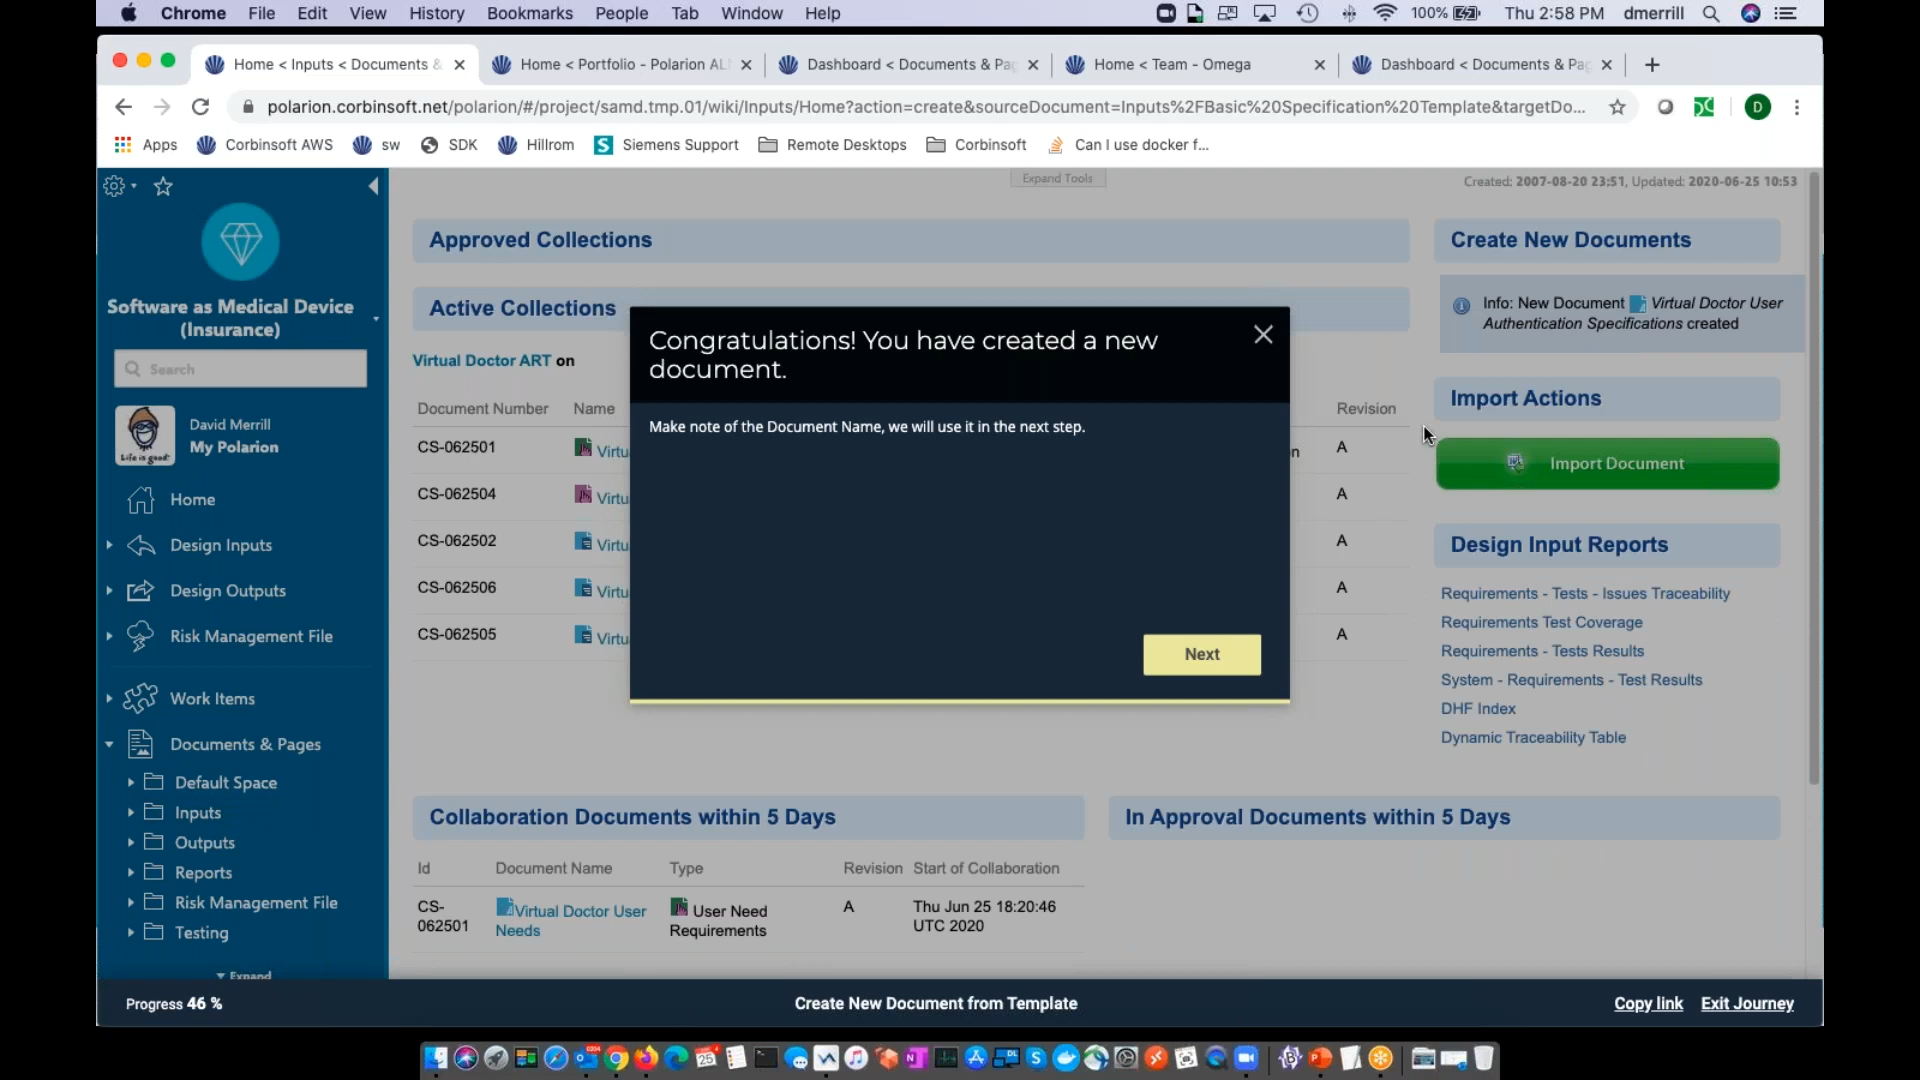 Chrome File Edit View History Bookmarks People Tab Window Help 100% Thu 2:58 PM dmerrill
Home < Inputs < Documents & Home < Portfolio - Polarion AL Dashboard < Documents & Pag Home < Team - Omega Dashboard < Documents & Pag
polarion.corbinsoft.net/polarion/#/project/samd.tmp.01/wiki/Inputs/Home?action=create&sourceDocument=Inputs%2FBasic%20Specification%20Template&targetDo...
Apps Corbinsoft AWS sw SDK Hillrom Siemens Support Remote Desktops Corbinsoft Can I use docker f...
Expand Tools
Created: 2007-08-20 23:51, Updated: 2020-06-25 10:53
Software as Medical Device
(Insurance)
Search
David Merrill
My Polarion
Life is good
Home
Design Inputs
Design Outputs
Risk Management File
Work Items
Documents & Pages
Default Space
Inputs
Outputs
Reports
Risk Management File
Testing
Expand
Approved Collections
Active Collections
Virtual Doctor ART on
Document Number Name Revision
CS-062501 Virtu n A
CS-062504 Virtu A
CS-062502 Virtu A
CS-062506 Virtu A
CS-062505 Virtu A
Congratulations! You have created a new
document.
Make note of the Document Name, we will use it in the next step.
Next
Create New Documents
Info: New Document Virtual Doctor User
Authentication Specifications created
Import Actions
Import Document
Design Input Reports
Requirements - Tests - Issues Traceability
Requirements Test Coverage
Requirements - Tests Results
System - Requirements - Test Results
DHF Index
Dynamic Traceability Table
Collaboration Documents within 5 Days
Id Document Name Type Revision Start of Collaboration
CS- Virtual Doctor User User Need A Thu Jun 25 18:20:46
062501 Needs Requirements UTC 2020
In Approval Documents within 5 Days
Progress 46 % Create New Document from Template Copy link Exit Journey